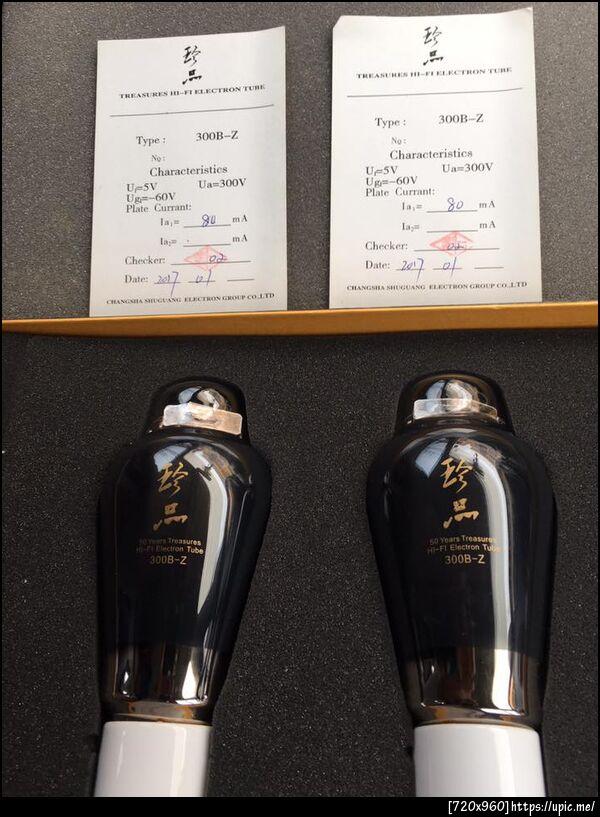 珍
品
TREASURES HI-FI ELECTRON TUBE
Type : 300B-Z
No :
Characteristics
Uf=5V Ua=300V
Ug=-60V
Plate Currant:
Ia₁= 80 mA
Ia₂= mA
Checker: 02
Date: 2017 01
CHANGSHA SHUGUANG ELECTRON GROUP CO.,LTD
珍
品
TREASURES HI-FI ELECTRON TUBE
Type : 300B-Z
No :
Characteristics
Uf=5V Ua=300V
Ug=-60V
Plate Currant:
Ia₁= 80 mA
Ia₂= mA
Checker: 02
Date: 2017 01
CHANGSHA SHUGUANG ELECTRON GROUP CO.,LTD
珍
品
50 Years Treasures
HI-FI Electron Tube
300B-Z
珍
品
50 Years Treasures
HI-FI Electron Tube
300B-Z
[720x960]https://upic.me/